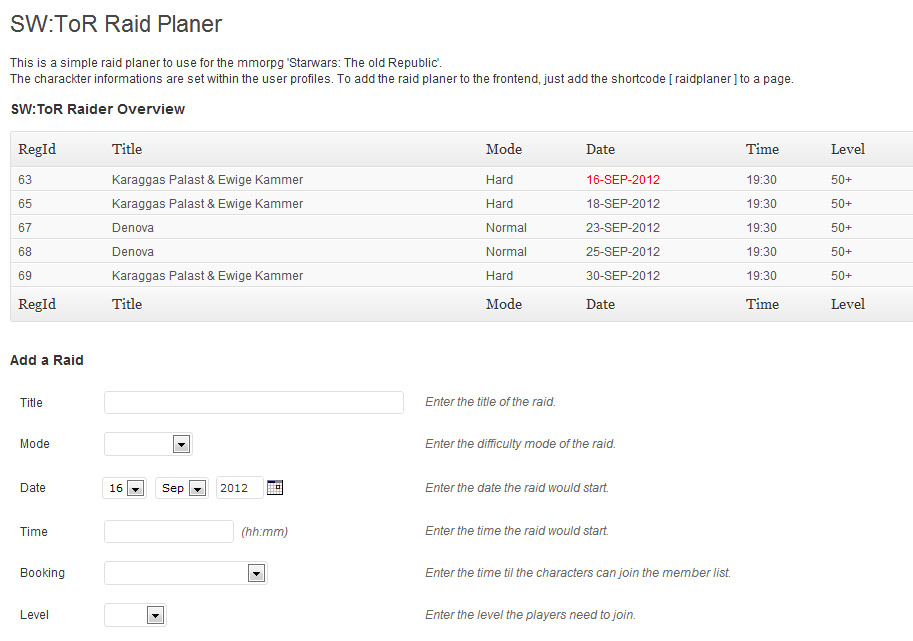 SW:ToR Raid Planer
This is a simple raid planer to use for the mmorpg 'Starwars: The old Republic'.
The charackter informations are set within the user profiles. To add the raid planer to the frontend, just add the shortcode [ raidplaner ] to a page.
SW:ToR Raider Overview
RegId Title Mode Date Time Level
63 Karaggas Palast & Ewige Kammer Hard 16-SEP-2012 19:30 50+
65 Karaggas Palast & Ewige Kammer Hard 18-SEP-2012 19:30 50+
67 Denova Normal 23-SEP-2012 19:30 50+
68 Denova Normal 25-SEP-2012 19:30 50+
69 Karaggas Palast & Ewige Kammer Hard 30-SEP-2012 19:30 50+
RegId Title Mode Date Time Level
Add a Raid
Title Enter the title of the raid.
Mode Enter the difficulty mode of the raid.
Date 16 Sep 2012 Enter the date the raid would start.
Time (hh:mm) Enter the time the raid would start.
Booking Enter the time til the characters can join the member list.
Level Enter the level the players need to join.